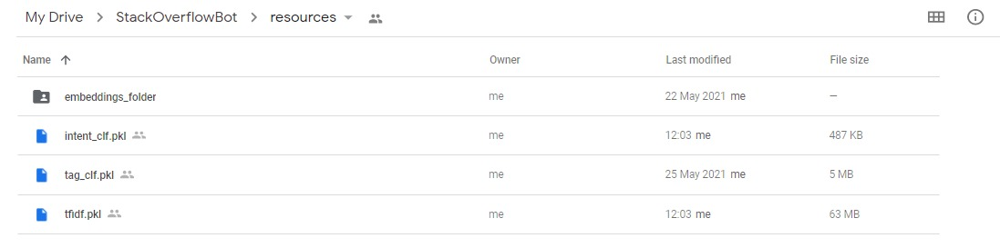 My Drive > StackOverflowBot > resources
Name Owner Last modified File size
embeddings_folder me 22 May 2021 me —
intent_clf.pkl me 12:03 me 487 KB
tag_clf.pkl me 25 May 2021 me 5 MB
tfidf.pkl me 12:03 me 63 MB